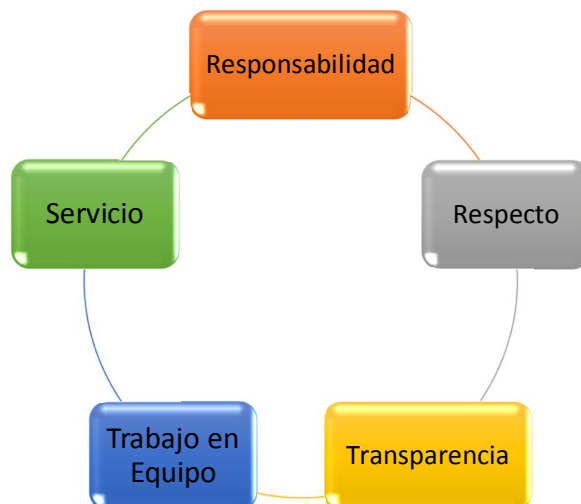 Responsabilidad
Respecto
Transparencia
Trabajo en
Equipo
Servicio